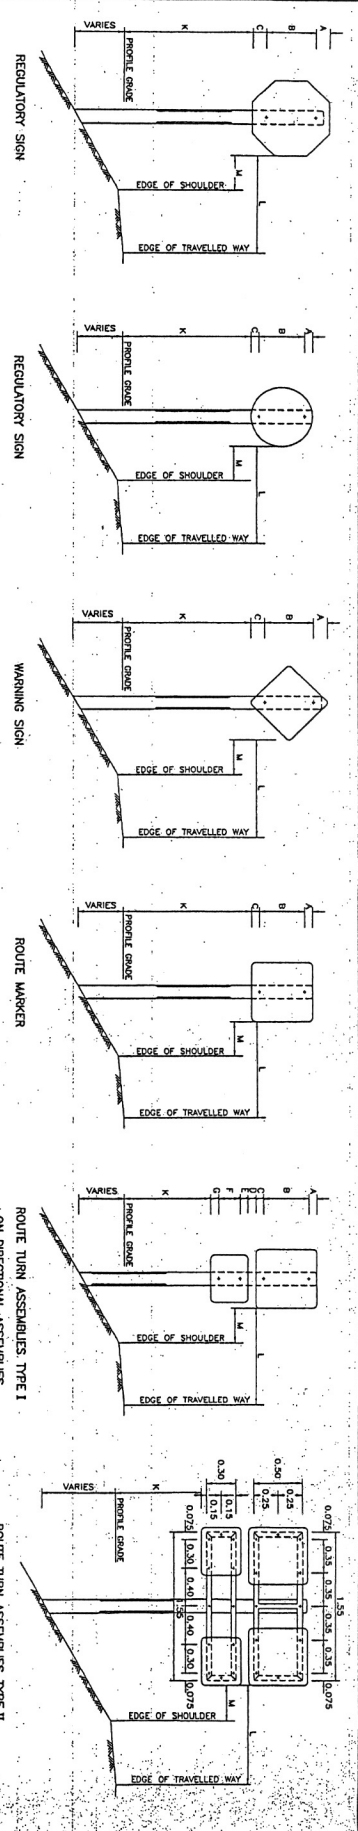 A
B
C
K
VARIES
PROFILE GRADE
L
M
EDGE OF SHOULDER
EDGE OF TRAVELLED WAY
REGULATORY SIGN
A
B
C
K
VARIES
PROFILE GRADE
L
M
EDGE OF SHOULDER
EDGE OF TRAVELLED WAY
REGULATORY SIGN
A
B
C
K
VARIES
PROFILE GRADE
L
M
EDGE OF SHOULDER
EDGE OF TRAVELLED WAY
WARNING SIGN
A
B
C
K
VARIES
PROFILE GRADE
L
M
EDGE OF SHOULDER
EDGE OF TRAVELLED WAY
ROUTE MARKER
A
B
C
D
E
F
G
K
VARIES
PROFILE GRADE
L
M
EDGE OF SHOULDER
EDGE OF TRAVELLED WAY
ROUTE TURN ASSEMBLIES, TYPE I
ON DIRECTIONAL ASSEMBLIES
1.55
0.075 0.35 0.35 0.35 0.35 0.075
0.50
0.25 0.25
0.30
0.15 0.15
0.075 0.30 0.40 0.40 0.30 0.075
1.55
K
VARIES
PROFILE GRADE
L
M
EDGE OF SHOULDER
EDGE OF TRAVELLED WAY
ROUTE TURN ASSEMBLIES, TYPE II